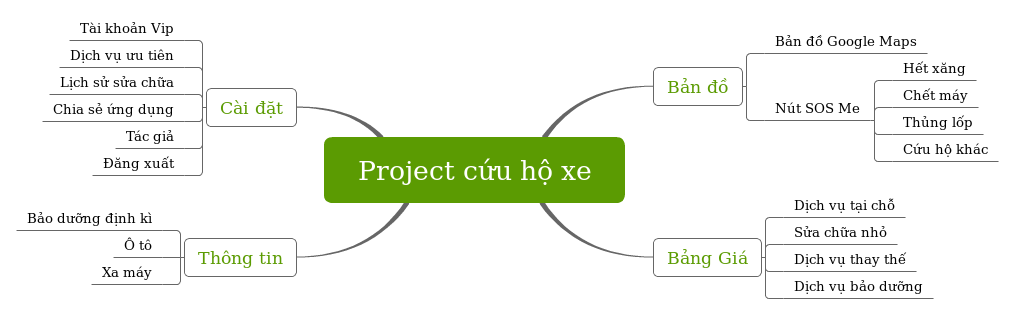 Project cứu hộ xe
Bản đồ
Bản đồ Google Maps
Nút SOS Me
Hết xăng
Chết máy
Thủng lốp
Cứu hộ khác
Bảng Giá
Dịch vụ tại chỗ
Sửa chữa nhỏ
Dịch vụ thay thế
Dịch vụ bảo dưỡng
Cài đặt
Tài khoản Vip
Dịch vụ ưu tiên
Lịch sử sửa chữa
Chia sẻ ứng dụng
Tác giả
Đăng xuất
Thông tin
Bảo dưỡng định kì
Ô tô
Xa máy